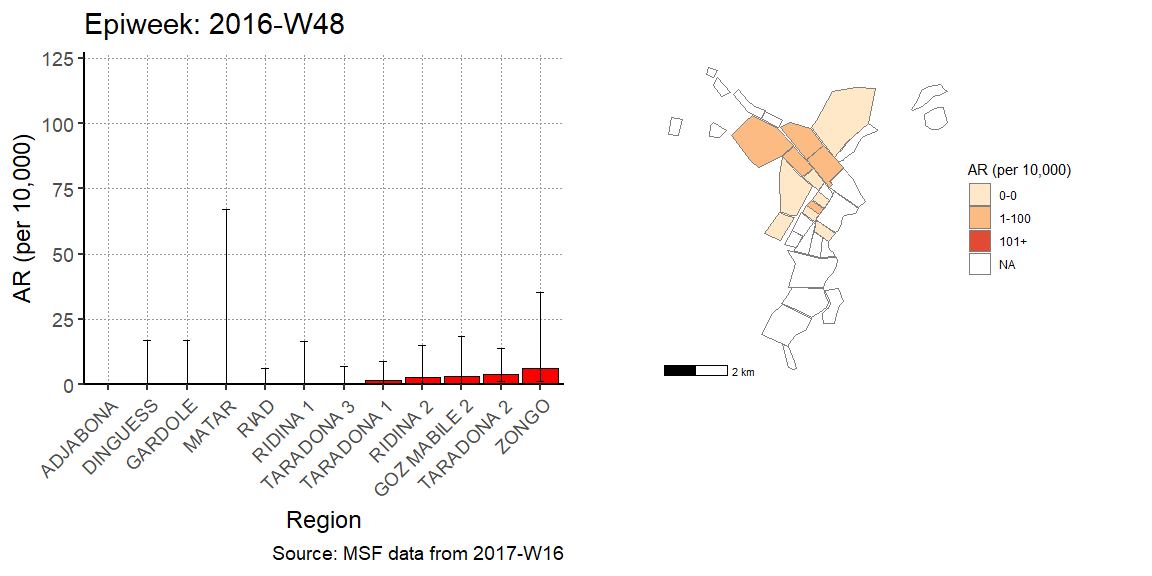 Epiweek: 2016-W48
AR (per 10,000)
125
100
75
50
25
0
ADJABONA
DINGUESS
GARDOLE
MATAR
RIAD
RIDINA 1
TARADONA 3
TARADONA 1
RIDINA 2
GOZ MABILE 2
TARADONA 2
ZONGO
Region
Source: MSF data from 2017-W16
AR (per 10,000)
0-0
1-100
101+
NA
2 km